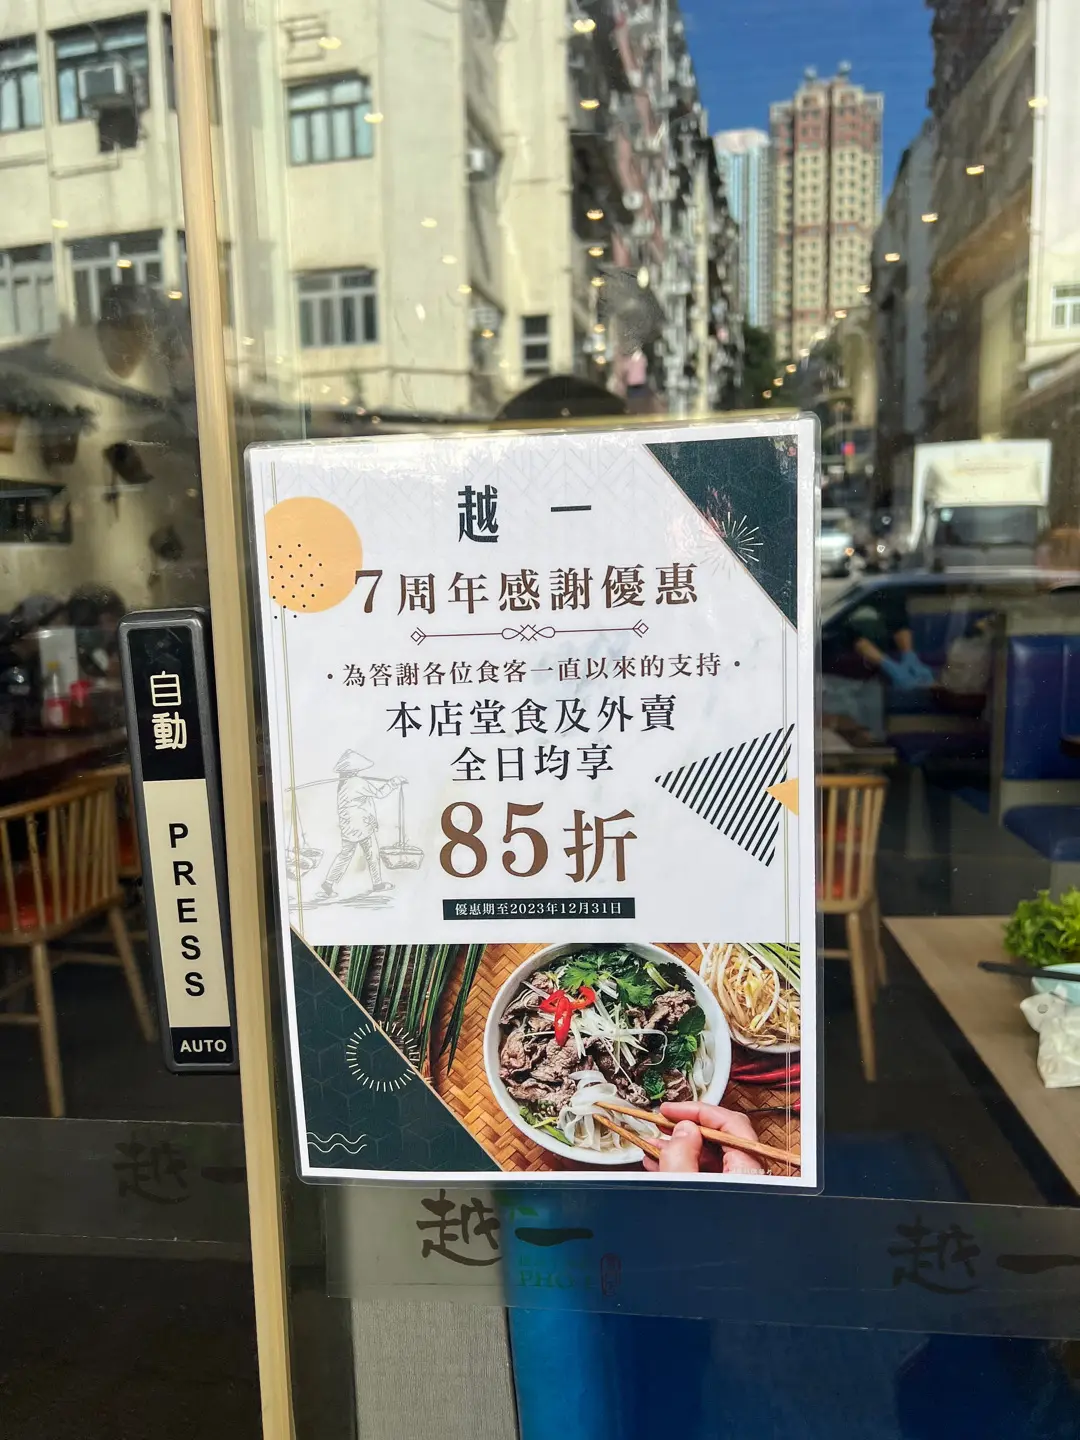 越一
7周年感謝優惠
·為答謝各位食客一直以來的支持·
本店堂食及外賣
全日均享
85折
優惠期至2023年12月31日
自動
PRESS
AUTO
越一
越一
PHO
越一